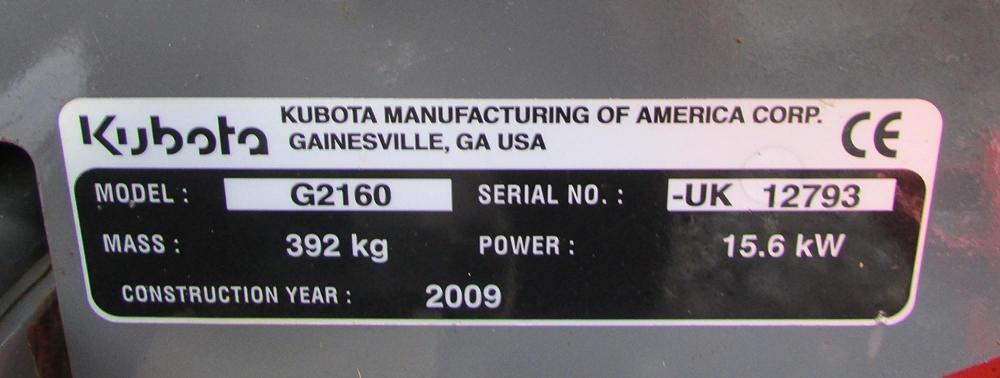 Kubota KUBOTA MANUFACTURING OF AMERICA CORP.
GAINESVILLE, GA USA CE
MODEL : G2160 SERIAL NO. : -UK 12793
MASS : 392 kg POWER : 15.6 kW
CONSTRUCTION YEAR : 2009